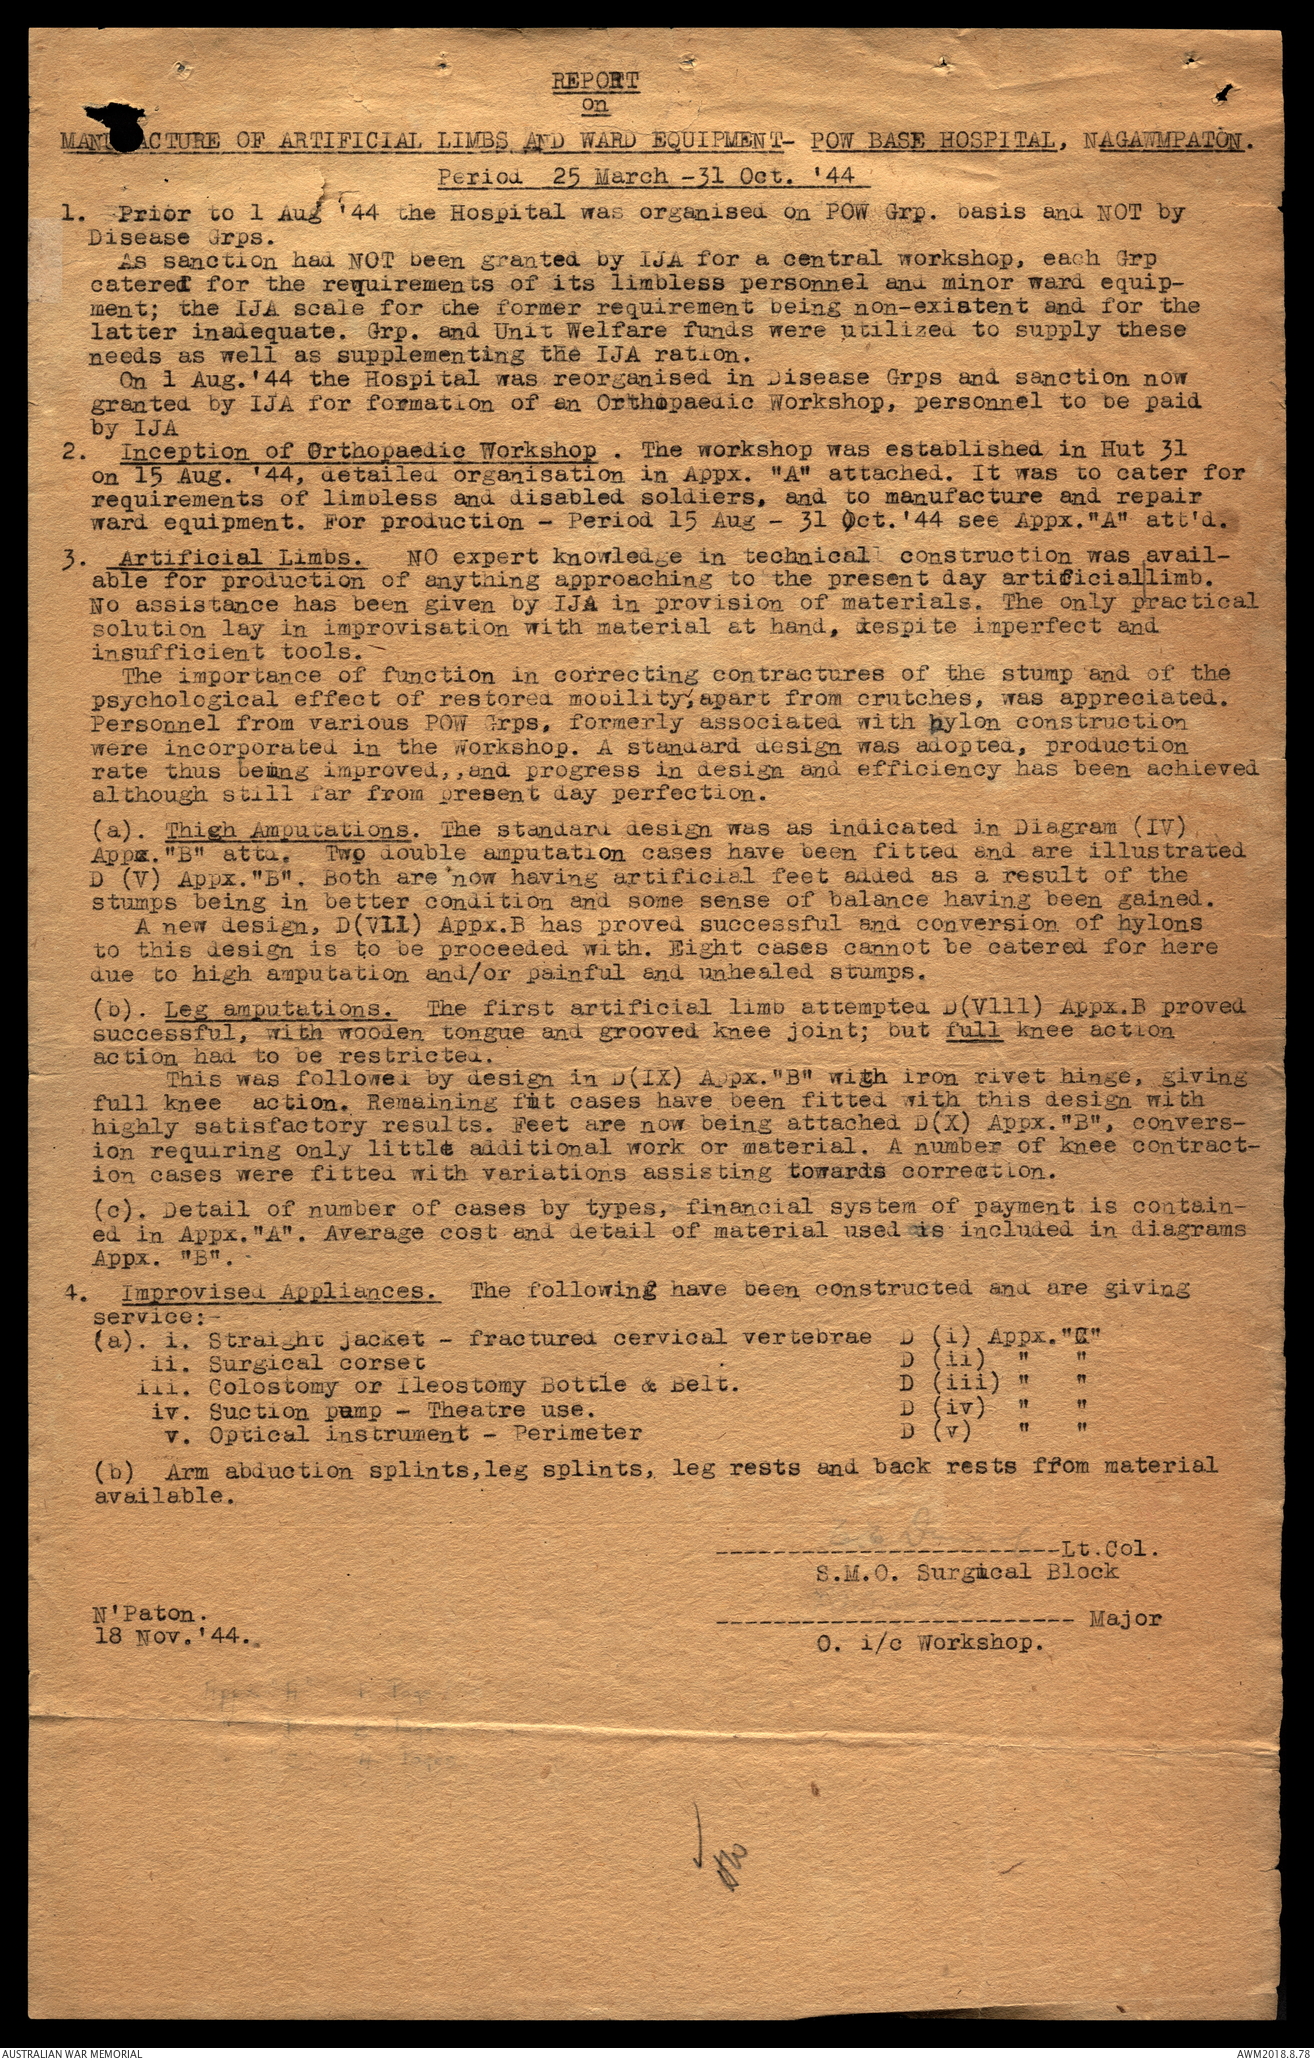 REPORT
on
MANUFACTURE OF ARTIFICIAL LIMBS AND WARD EQUIPMENT- POW BASE HOSPITAL, NAGAWMPATON.
Period 25 March -31 Oct. '44
1. Prior to 1 Aug '44 the Hospital was organised on POW Grp. basis and NOT by
Disease Grps.
As sanction had NOT been granted by IJA for a central workshop, each Grp
catered for the requirements of its limbless personnel and minor ward equip-
ment; the IJA scale for the former requirement being non-existent and for the
latter inadequate. Grp. and Unit Welfare funds were utilized to supply these
needs as well as supplementing the IJA ration.
On 1 Aug.'44 the Hospital was reorganised in Disease Grps and sanction now
granted by IJA for formation of an Orthopaedic Workshop, personnel to be paid
by IJA
2. Inception of Orthopaedic Workshop . The workshop was established in Hut 31
on 15 Aug. '44, detailed organisation in Appx. "A" attached. It was to cater for
requirements of limbless and disabled soldiers, and to manufacture and repair
ward equipment. For production - Period 15 Aug - 31 Oct.'44 see Appx."A" att'd.
3. Artificial Limbs. NO expert knowledge in technical construction was avail-
able for production of anything approaching to the present day artificial limb.
No assistance has been given by IJA in provision of materials. The only practical
solution lay in improvisation with material at hand, despite imperfect and
insufficient tools.
The importance of function in correcting contractures of the stump and of the
psychological effect of restored mobility, apart from crutches, was appreciated.
Personnel from various POW Grps, formerly associated with pylon construction
were incorporated in the Workshop. A standard design was adopted, production
rate thus being improved,,and progress in design and efficiency has been achieved
although still far from present day perfection.
(a). Thigh Amputations. The standard design was as indicated in Diagram (IV)
Appx."B" attd. Two double amputation cases have been fitted and are illustrated
D (V) Appx."B". Both are now having artificial feet added as a result of the
stumps being in better condition and some sense of balance having been gained.
A new design, D(VII) Appx.B has proved successful and conversion of hylons
to this design is to be proceeded with. Eight cases cannot be catered for here
due to high amputation and/or painful and unhealed stumps.
(b). Leg amputations. The first artificial limb attempted D(Vlll) Appx.B proved
successful, with wooden tongue and grooved knee joint; but full knee action
action had to be restricted.
This was followed by design in D(IX) Appx."B" with iron rivet hinge, giving
full knee action. Remaining fit cases have been fitted with this design with
highly satisfactory results. Feet are now being attached D(X) Appx."B", convers-
ion requiring only little additional work or material. A number of knee contract-
ion cases were fitted with variations assisting towards correction.
(c). Detail of number of cases by types, financial system of payment is contain-
ed in Appx."A". Average cost and detail of material used is included in diagrams
Appx. "B".
4. Improvised Appliances. The following have been constructed and are giving
service:-
(a). i. Straight jacket - fractured cervical vertebrae D (i) Appx."C"
ii. Surgical corset D (ii) " "
iii. Colostomy or Ileostomy Bottle & Belt. D (iii) " "
iv. Suction pump - Theatre use. D (iv) " "
v. Optical instrument - Perimeter D (v) " "
(b) Arm abduction splints,leg splints, leg rests and back rests from material
available.
------------------------Lt.Col.
S.M.O. Surgical Block
N'Paton.
------------------------- Major
18 Nov.'44.
O. i/c Workshop.
AUSTRALIAN WAR MEMORIAL
AWM2018.8.78